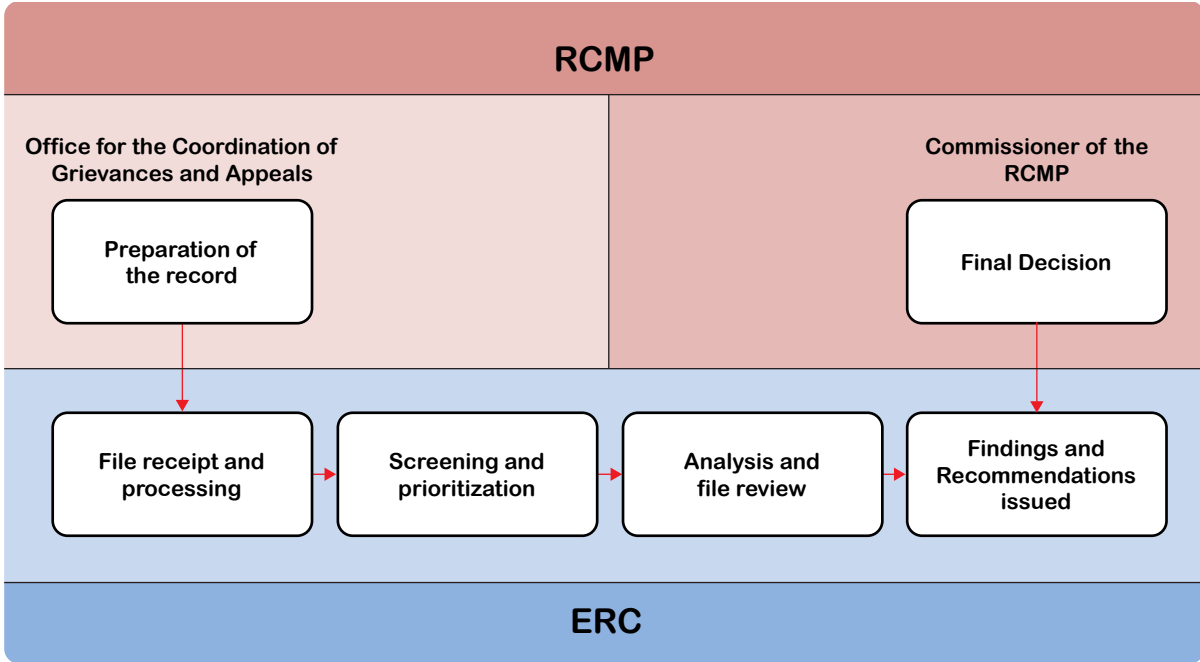 RCMP
Office for the Coordination of
Grievances and Appeals
Preparation of
the record
Commissioner of the
RCMP
Final Decision
File receipt and
processing
Screening and
prioritization
Analysis and
file review
Findings and
Recommendations
issued
ERC